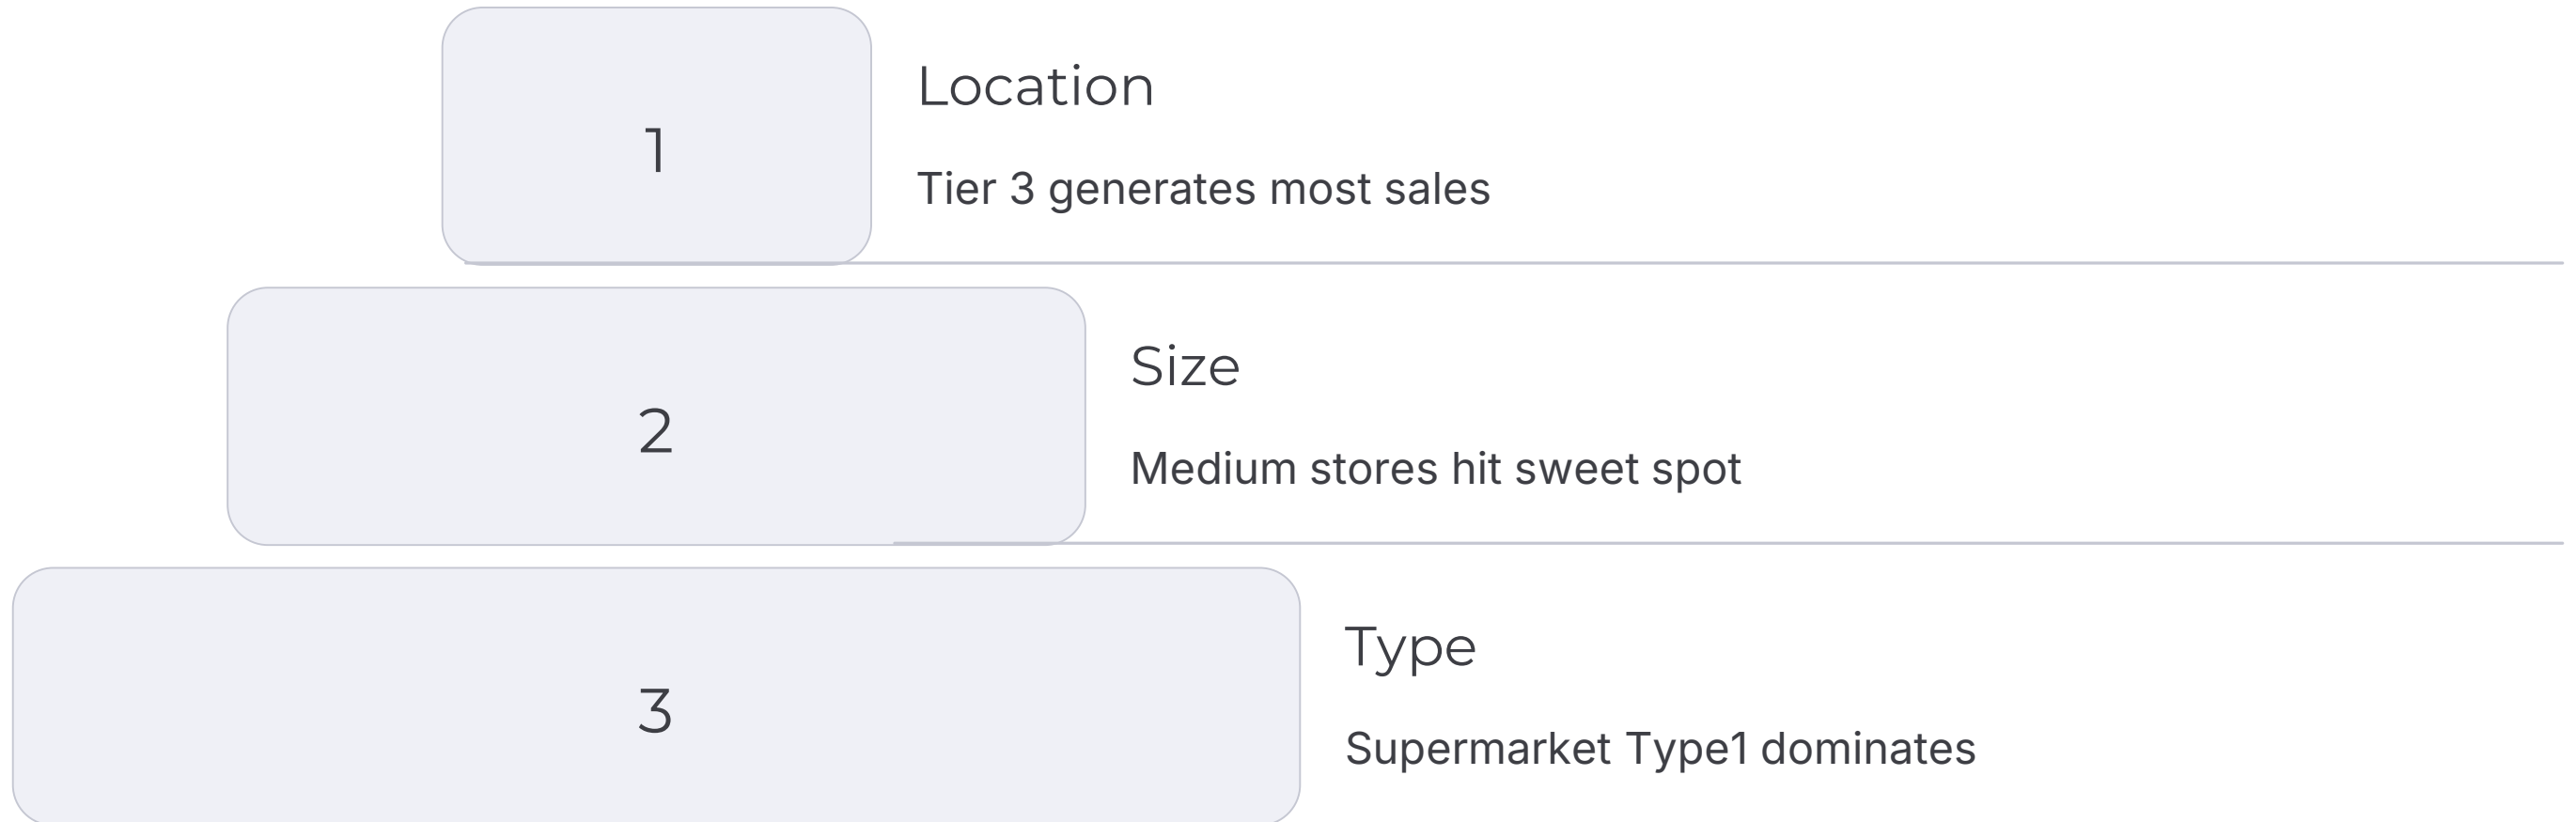 1
Location
Tier 3 generates most sales
2
Size
Medium stores hit sweet spot
3
Type
Supermarket Type1 dominates